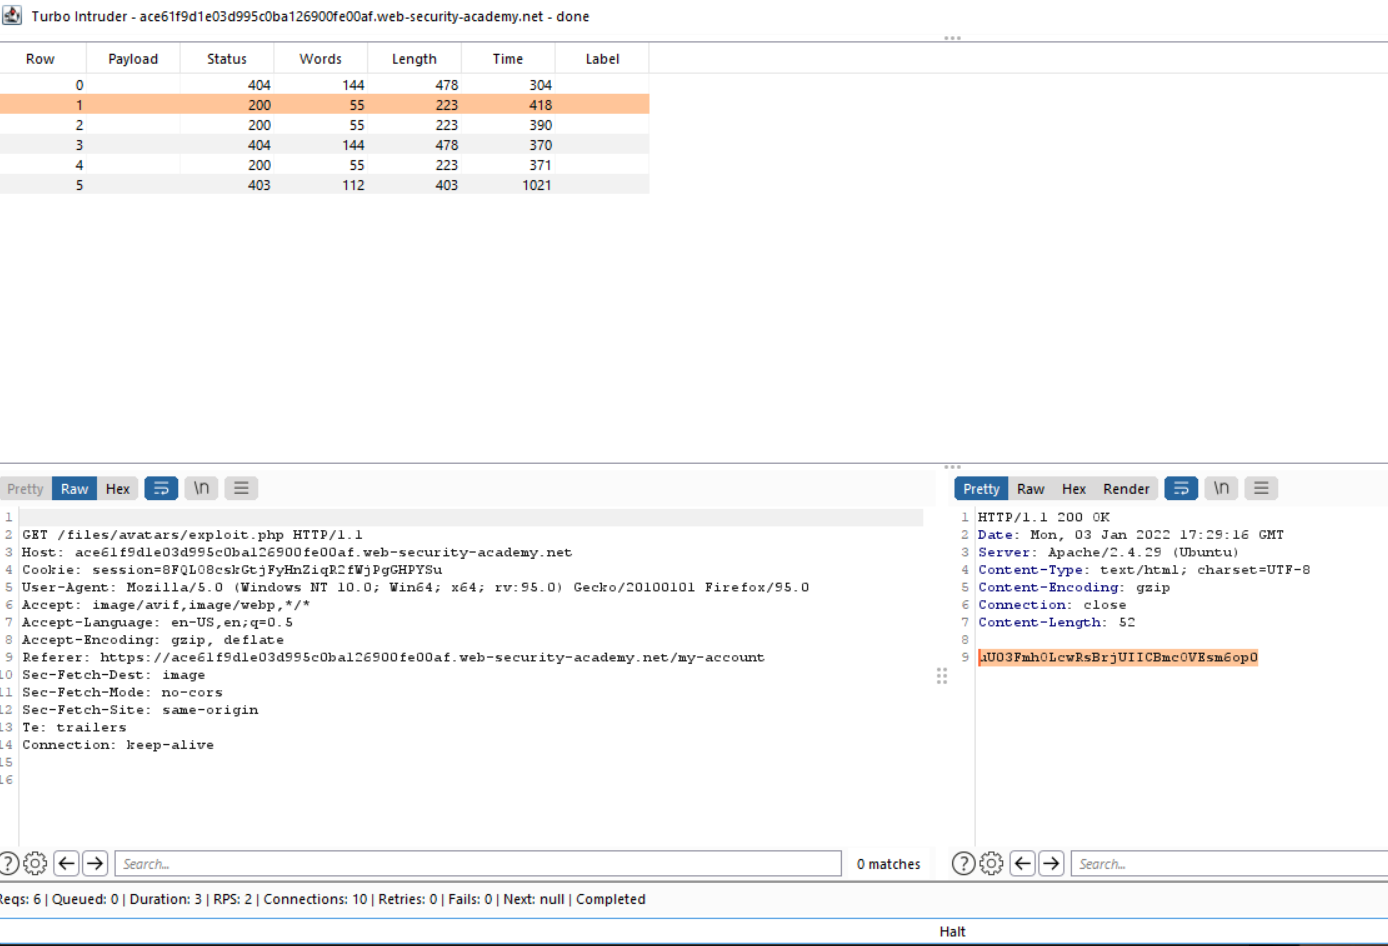 Turbo Intruder - ace61f9d1e03d995c0ba126900fe00af.web-security-academy.net - done
Row Payload Status Words Length Time Label
0 404 144 478 304
1 200 55 223 418
2 200 55 223 390
3 404 144 478 370
4 200 55 223 371
5 403 112 403 1021
Pretty Raw Hex \n
1
2 GET /files/avatars/exploit.php HTTP/1.1
3 Host: ace61f9d1e03d995c0ba126900fe00af.web-security-academy.net
4 Cookie: session=8FQL08cskGtjFyHnZiqR2fWjPgGHPYSu
5 User-Agent: Mozilla/5.0 (Windows NT 10.0; Win64; x64; rv:95.0) Gecko/20100101 Firefox/95.0
6 Accept: image/avif,image/webp,*/*
7 Accept-Language: en-US,en;q=0.5
8 Accept-Encoding: gzip, deflate
9 Referer: https://ace61f9d1e03d995c0ba126900fe00af.web-security-academy.net/my-account
10 Sec-Fetch-Dest: image
11 Sec-Fetch-Mode: no-cors
12 Sec-Fetch-Site: same-origin
13 Te: trailers
14 Connection: keep-alive
15
16
Pretty Raw Hex Render \n
1 HTTP/1.1 200 OK
2 Date: Mon, 03 Jan 2022 17:29:16 GMT
3 Server: Apache/2.4.29 (Ubuntu)
4 Content-Type: text/html; charset=UTF-8
5 Content-Encoding: gzip
6 Connection: close
7 Content-Length: 52
8
9
Search... 0 matches
Search...
Reqs: 6 | Queued: 0 | Duration: 3 | RPS: 2 | Connections: 10 | Retries: 0 | Fails: 0 | Next: null | Completed
Halt